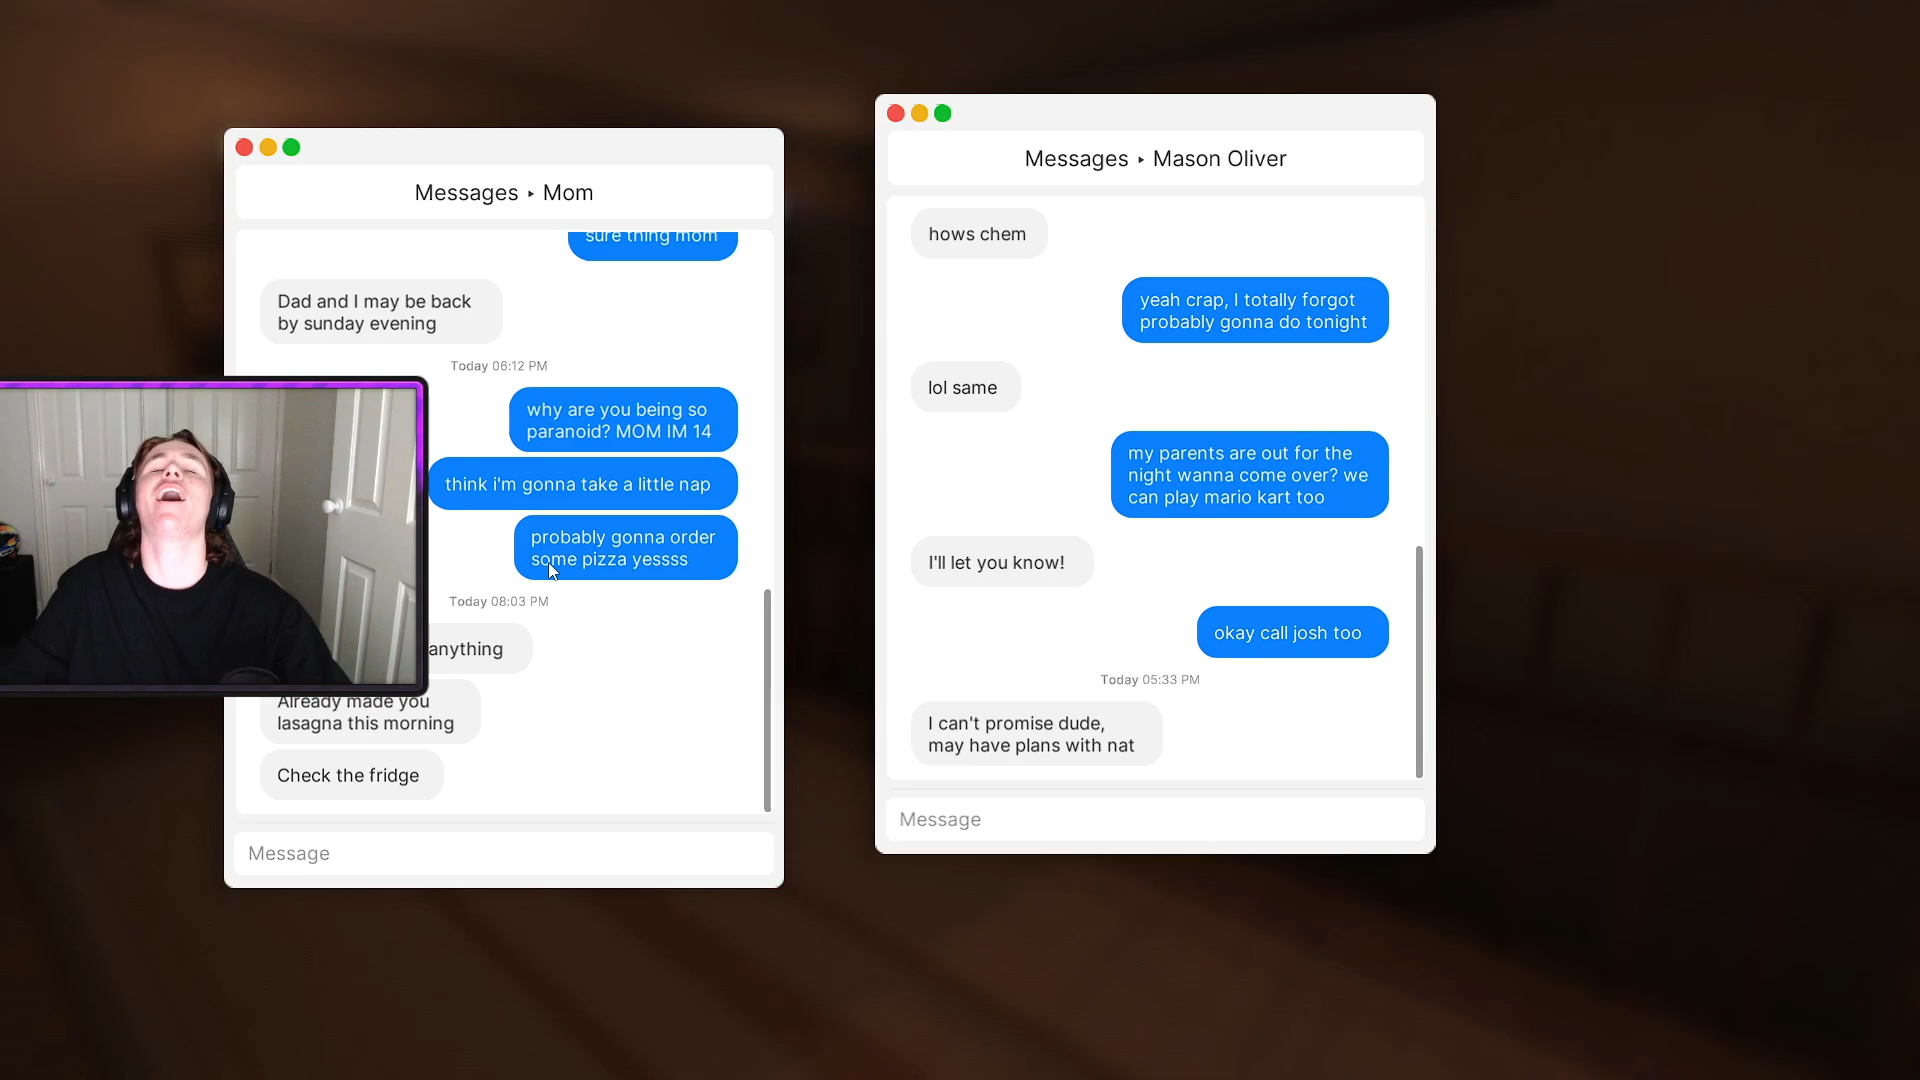 Messages ‣ Mom
sure thing mom
Dad and I may be back
by sunday evening
Today 06:12 PM
why are you being so
paranoid? MOM IM 14
think i'm gonna take a little nap
probably gonna order
some pizza yessss
Today 08:03 PM
anything
Already made you
lasagna this morning
Check the fridge
Message
Messages ‣ Mason Oliver
hows chem
yeah crap, I totally forgot
probably gonna do tonight
lol same
my parents are out for the
night wanna come over? we
can play mario kart too
I'll let you know!
okay call josh too
Today 05:33 PM
I can't promise dude,
may have plans with nat
Message